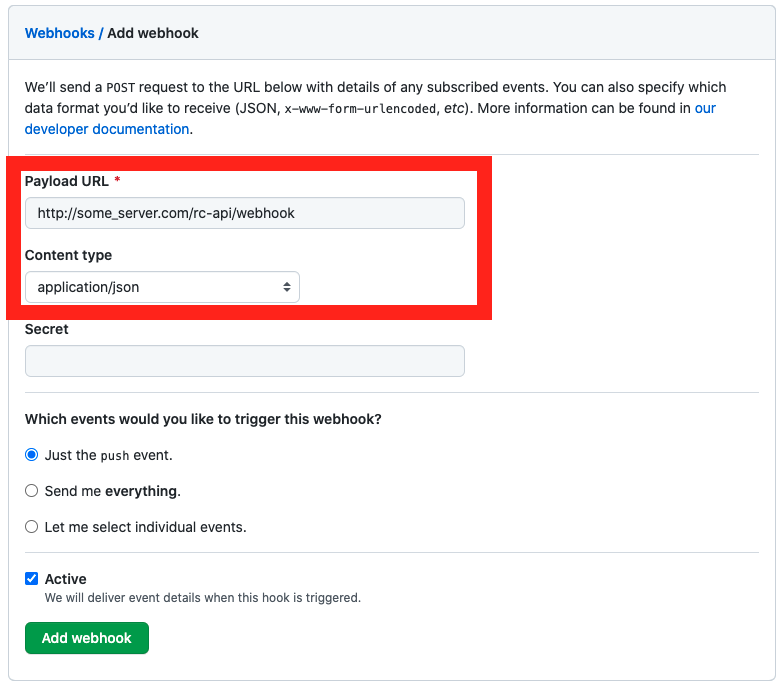 Webhooks / Add webhook
We’ll send a POST request to the URL below with details of any subscribed events. You can also specify which
data format you’d like to receive (JSON, x-www-form-urlencoded, etc). More information can be found in our
developer documentation.
Payload URL *
http://some_server.com/rc-api/webhook
Content type
application/json
Secret
Which events would you like to trigger this webhook?
Just the push event.
Send me everything.
Let me select individual events.
Active
We will deliver event details when this hook is triggered.
Add webhook